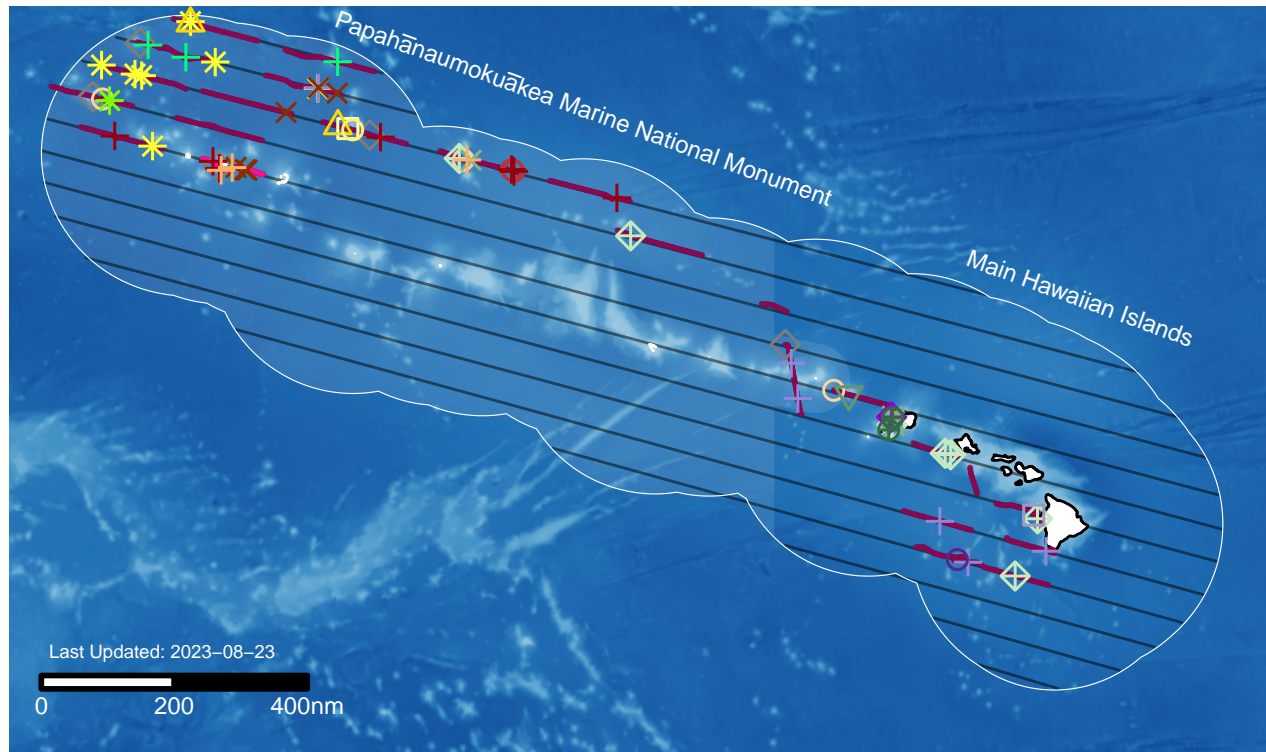 Papahānaumokuākea Marine National Monument
Main Hawaiian Islands
Last Updated: 2023−08−23
0 200 400nm